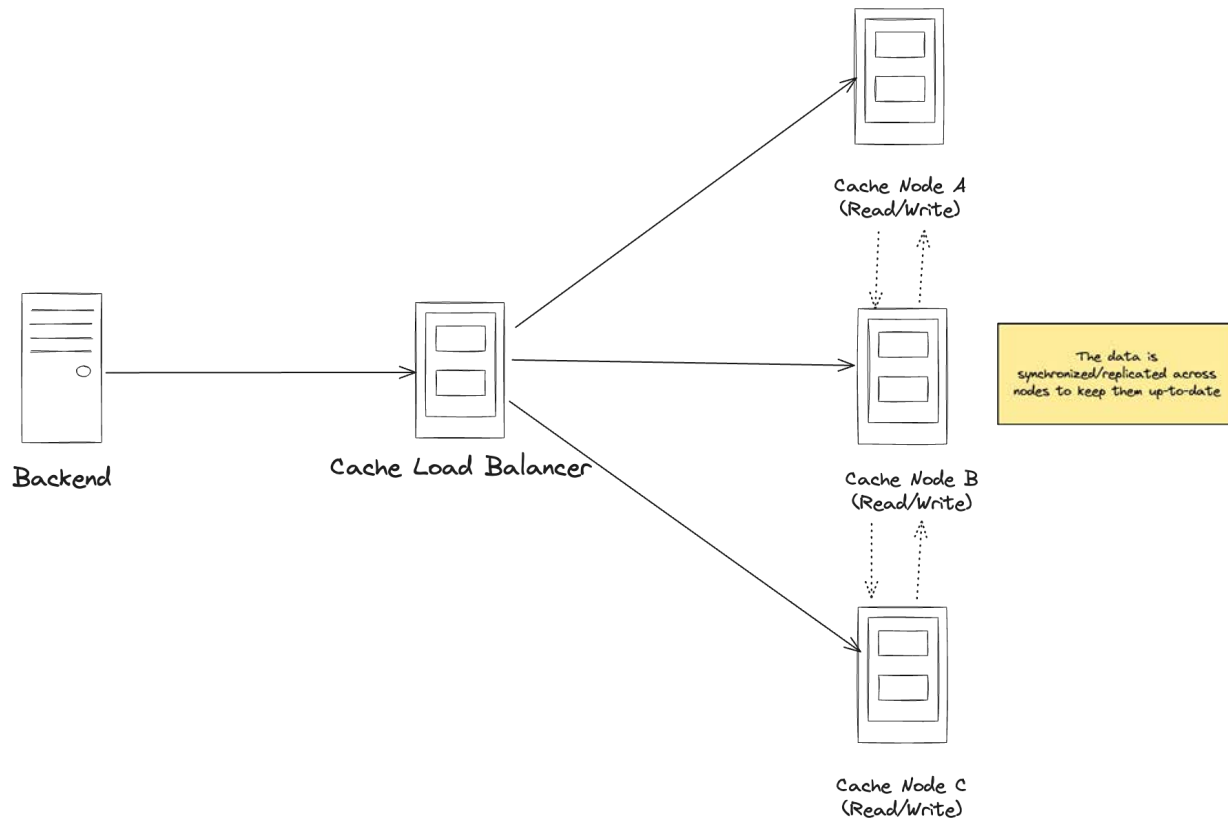 Cache Node A
(Read/Write)
The data is
synchronized/replicated across
nodes to keep them up-to-date
Backend
Cache Load Balancer
Cache Node B
(Read/Write)
Cache Node C
(Read/Write)